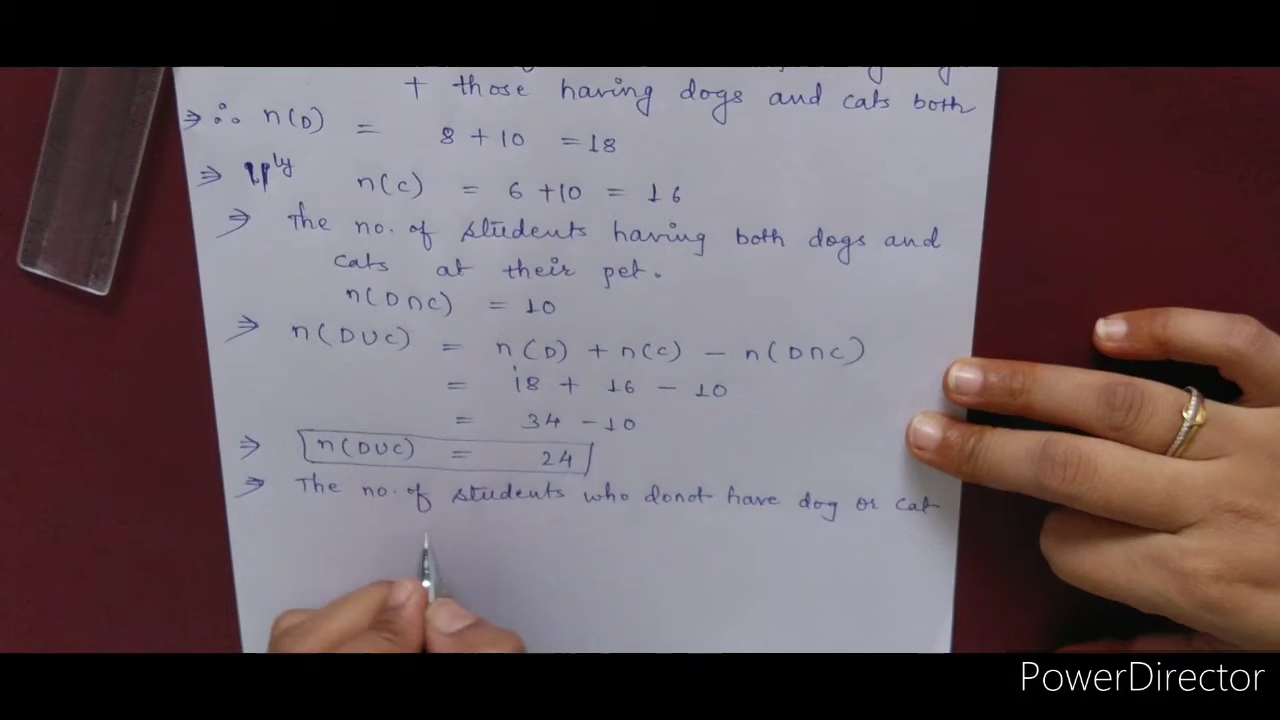 + those having dogs and cats both
⇒ ∴ n(D) = 8 + 10 = 18
⇒ ly n(C) = 6 + 10 = 16
⇒ The no. of students having both dogs and
cats at their pet.
n(D∩C) = 10
⇒ n(D∪C) = n(D) + n(C) - n(D∩C)
= 18 + 16 - 10
= 34 - 10
⇒ n(D∪C) = 24
⇒ The no. of students who donot have dog or cat
PowerDirector